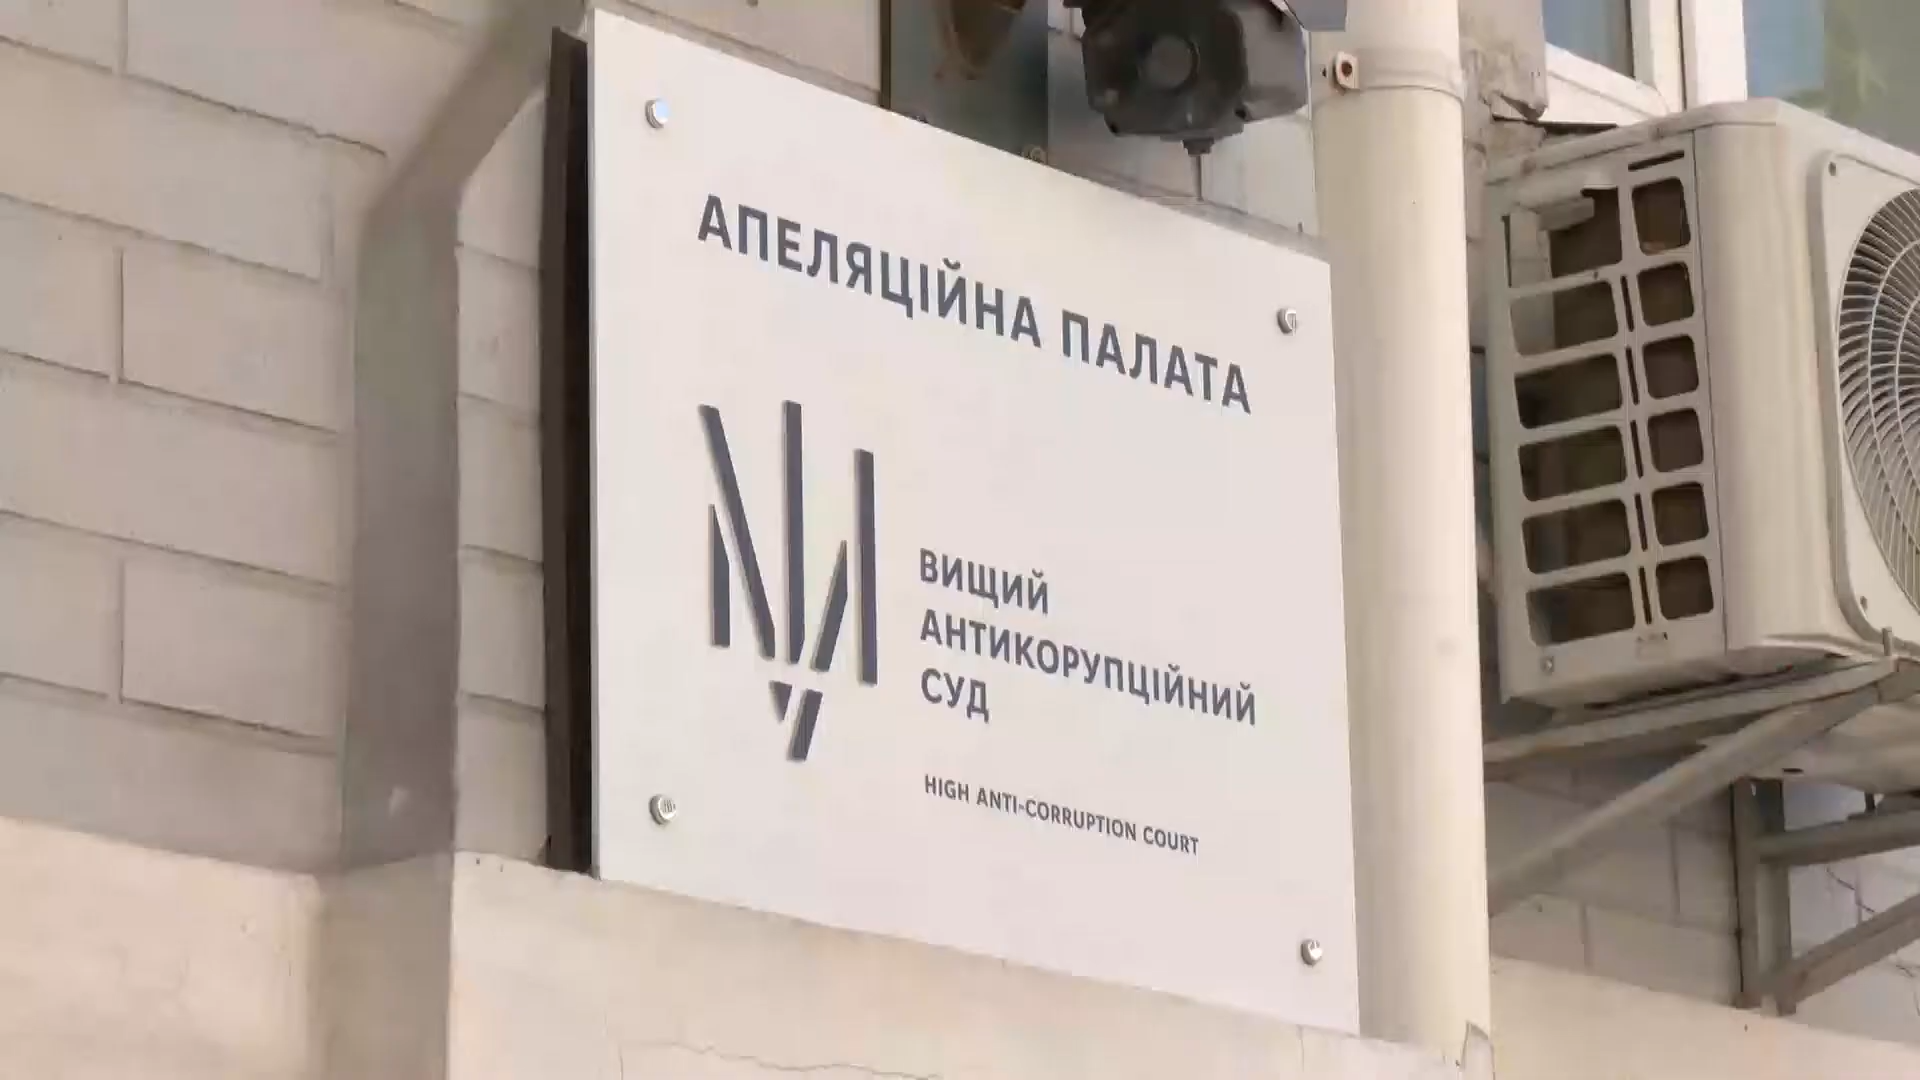 АПЕЛЯЦІЙНА ПАЛАТА
ВИЩИЙ
АНТИКОРУПЦІЙНИЙ
СУД
HIGH ANTI-CORRUPTION COURT